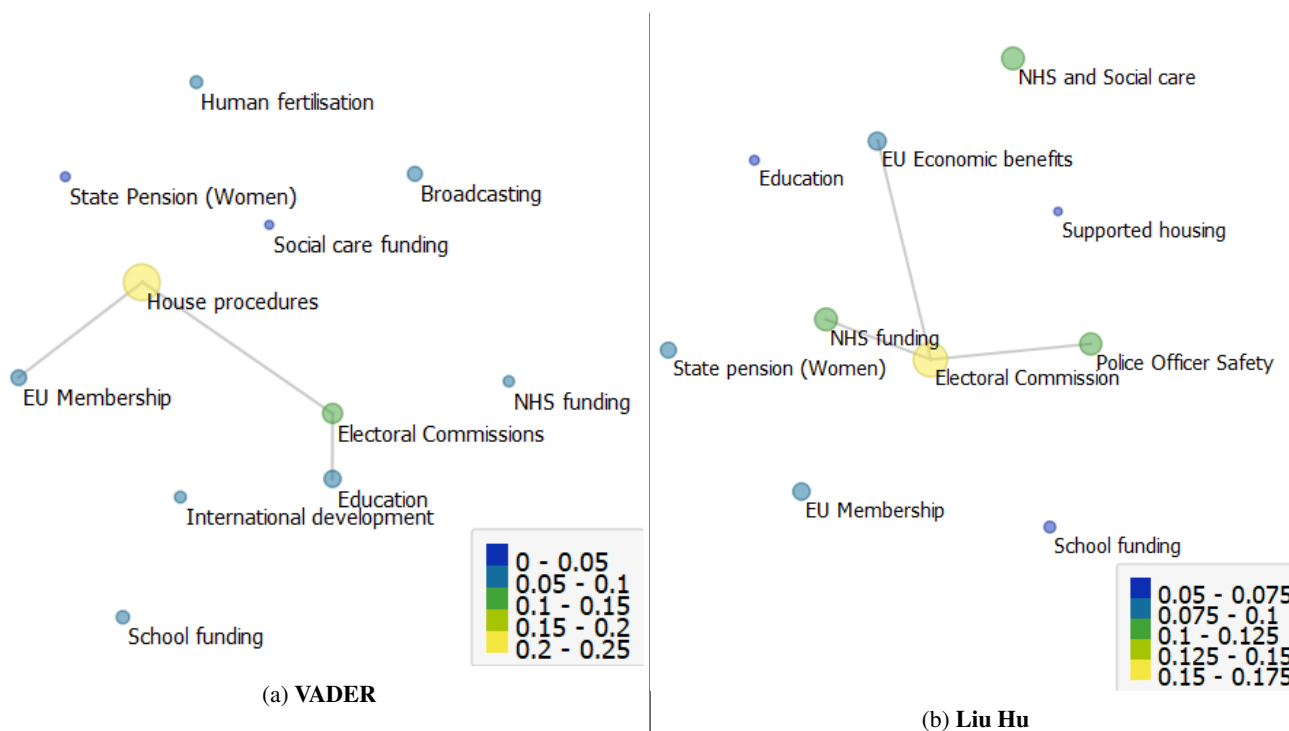 Human fertilisation
State Pension (Women)
Broadcasting
Social care funding
House procedures
EU Membership
NHS funding
Electoral Commissions
Education
International development
School funding
0 - 0.05
0.05 - 0.1
0.1 - 0.15
0.15 - 0.2
0.2 - 0.25
(a) VADER
NHS and Social care
EU Economic benefits
Education
Supported housing
NHS funding
State pension (Women)
Electoral Commission
Police Officer Safety
EU Membership
School funding
0.05 - 0.075
0.075 - 0.1
0.1 - 0.125
0.125 - 0.15
0.15 - 0.175
(b) Liu Hu